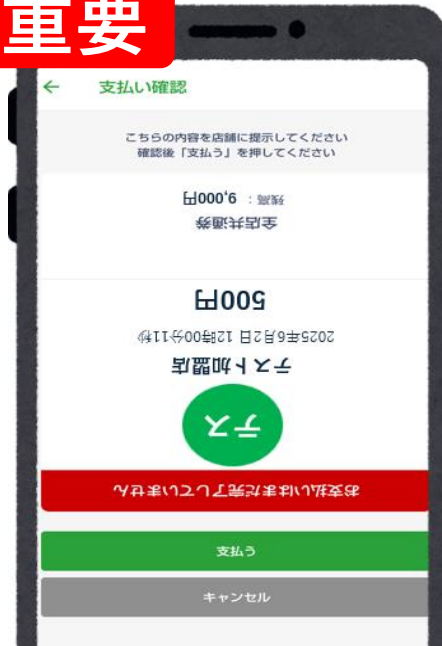 重要
← 支払い確認
こちらの内容を店舗に提示してください
確認後「支払う」を押してください
お支払いはまだ完了していません
テス
テスト加盟店
2025年6月2日 12時00分11秒
500円
全店共通券
残高 : 9,000円
支払う
キャンセル